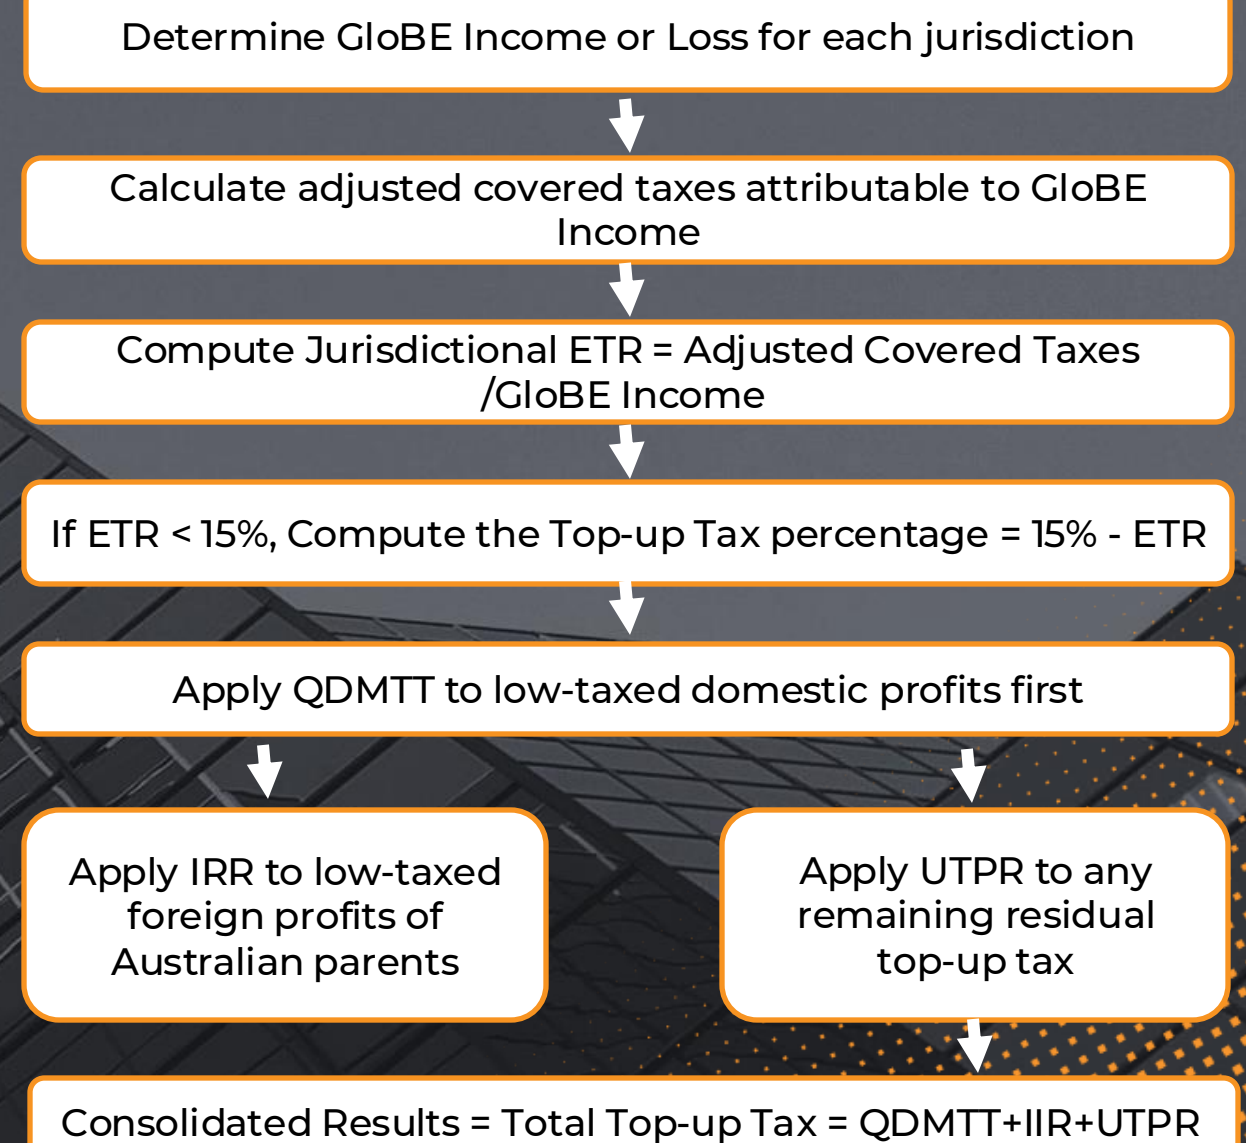 Determine GloBE Income or Loss for each jurisdiction
Calculate adjusted covered taxes attributable to GloBE
Income
Compute Jurisdictional ETR = Adjusted Covered Taxes
/GloBE Income
If ETR < 15%, Compute the Top-up Tax percentage = 15% - ETR
Apply QDMTT to low-taxed domestic profits first
Apply IRR to low-taxed
foreign profits of
Australian parents
Apply UTPR to any
remaining residual
top-up tax
Consolidated Results = Total Top-up Tax = QDMTT+IIR+UTPR